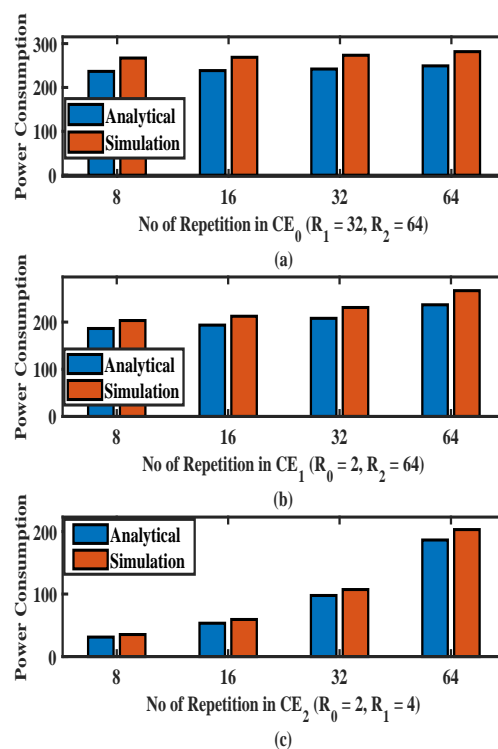 300
200
100
0
Power Consumption
Analytical
Simulation
8 16 32 64
No of Repetition in CE₀ (R₁ = 32, R₂ = 64)
(a)
200
100
0
Power Consumption
Analytical
Simulation
8 16 32 64
No of Repetition in CE₁ (R₀ = 2, R₂ = 64)
(b)
200
100
0
Power Consumption
Analytical
Simulation
8 16 32 64
No of Repetition in CE₂ (R₀ = 2, R₁ = 4)
(c)